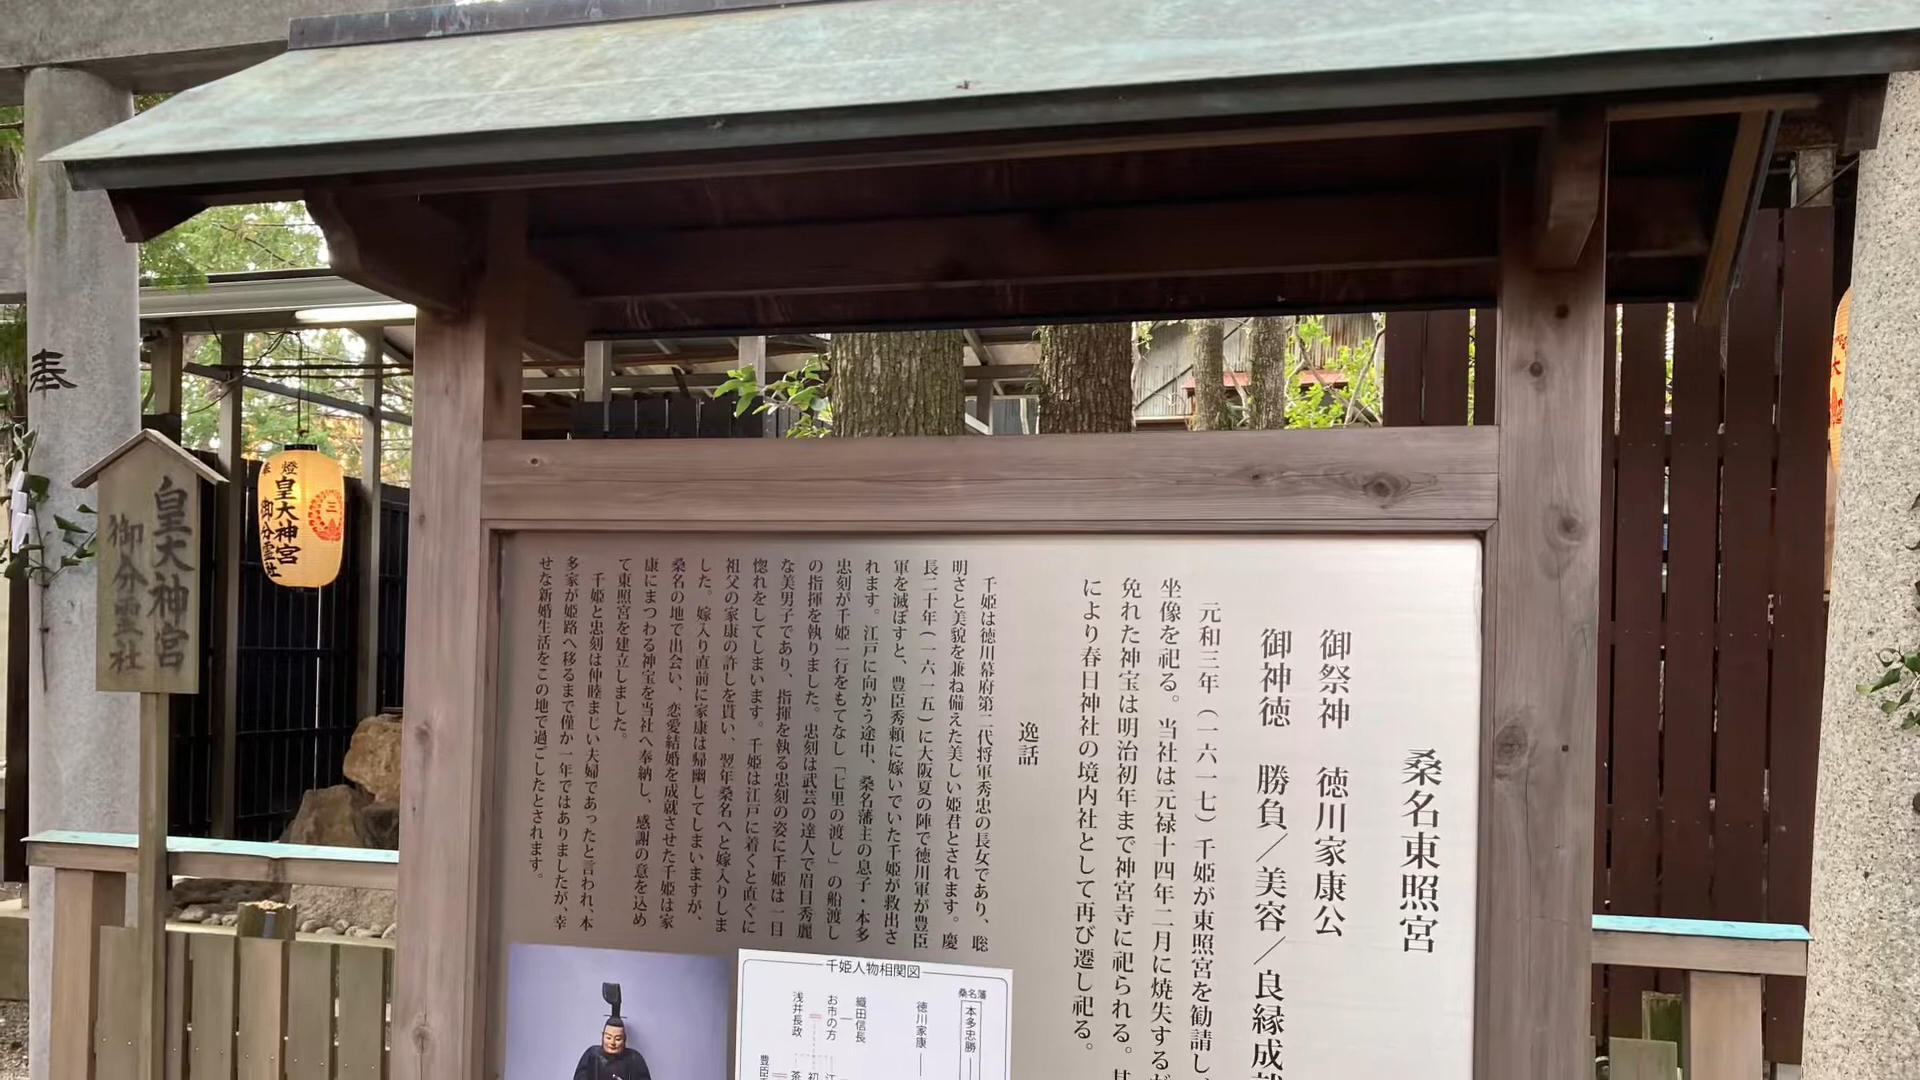 桑名東照宮
御祭神 徳川家康公
御神徳 勝負／美容／良縁成就
元和三年（一六一七）千姫が東照宮を勧請し、
坐像を祀る。当社は元禄十四年二月に焼失するが
免れた神宝は明治初年まで神宮寺に祀られる。其
により春日神社の境内社として再び遷し祀る。
逸話
千姫は徳川幕府第二代将軍秀忠の長女であり、聡
明さと美貌を兼ね備えた美しい姫君とされます。慶
長二十年（一六一五）に大阪夏の陣で徳川軍が豊臣
軍を滅ぼすと、豊臣秀頼に嫁いでいた千姫が救出さ
れます。江戸に向かう途中、桑名藩主の息子・本多
忠刻が千姫一行をもてなし「七里の渡し」の船渡し
の指揮を執りました。忠刻は武芸の達人で眉目秀麗
な美男子であり、指揮を執る忠刻の姿に千姫は一目
惚れをしてしまいます。千姫は江戸に着くと直ぐに
祖父の家康の許しを貰い、翌年桑名へと嫁入りしま
した。嫁入り直前に家康は帰幽してしまいますが、
桑名の地で出会い、恋愛結婚を成就させた千姫は家
康にまつわる神宝を当社へ奉納し、感謝の意を込め
て東照宮を建立しました。
千姫と忠刻は仲睦まじい夫婦であったと言われ、本
多家が姫路へ移るまで僅か一年ではありましたが、幸
せな新婚生活をこの地で過ごしたとされます。
千姫人物相関図
桑名藩
本多忠勝
徳川家康
織田信長
お市の方
浅井長政
江
初
茶
豊臣
皇大神宮
御分霊社
燈
皇大神宮
御分霊社
三
奉
大